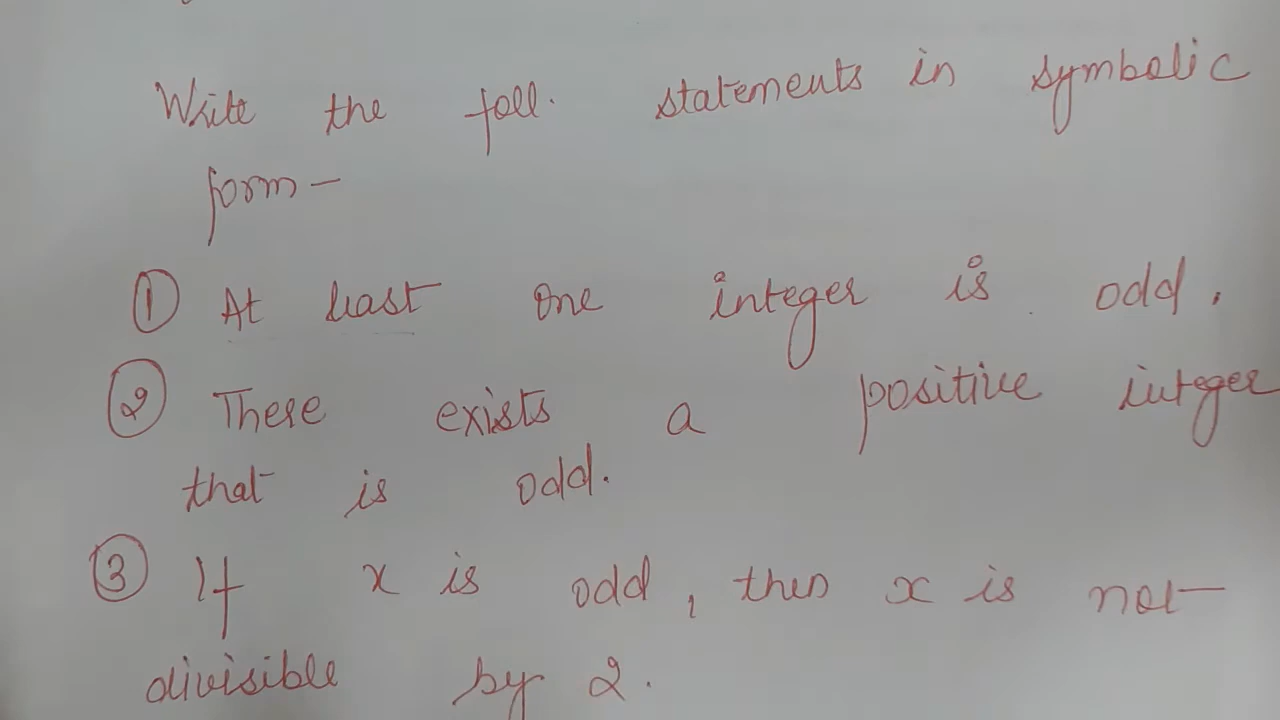 Write the foll. statements in symbolic
form -
① At least one integer is odd.
② There exists a positive integer
that is odd.
③ If x is odd, then x is not
divisible by 2.